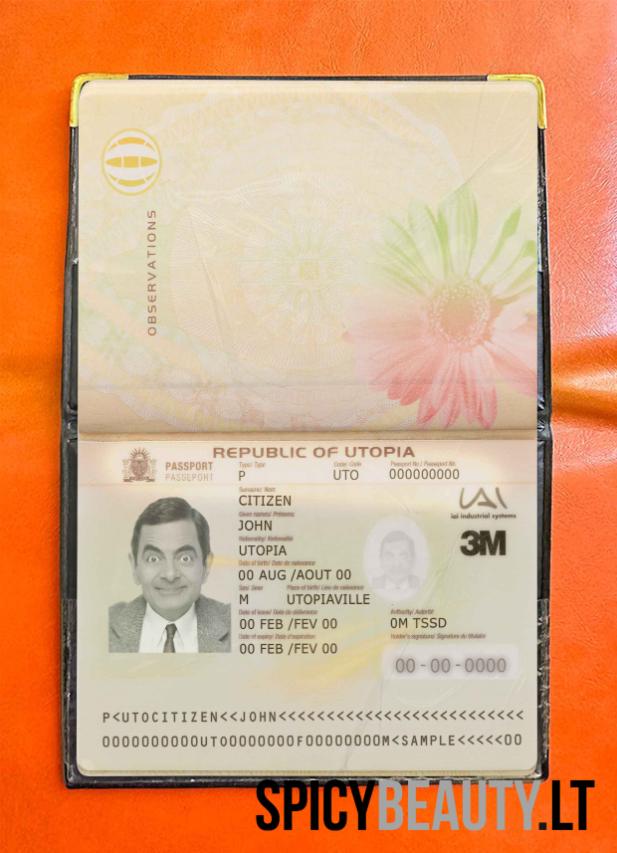 OBSERVATIONS
REPUBLIC OF UTOPIA
PASSPORT
PASSEPORT
Type/ Type
Code/ Code
Passport No./ Passeport No.
P
UTO
000000000
Surname/ Nom
CITIZEN
Given names/ Prénoms
JOHN
Nationality/ Nationalité
UTOPIA
Date of birth/ Date de naissance
00 AUG /AOUT 00
Sex/ Sexe
Place of birth/ Lieu de naissance
M
UTOPIAVILLE
Date of issue/ Date de délivrance
Authority/ Autorité
00 FEB /FEV 00
0M TSSD
Date of expiry/ Date d'expiration
Holder's signature/ Signature du titulaire
00 FEB /FEV 00
IAI
iai industrial systems
3M
00-00-0000
P<UTOCITIZEN<<JOHN<<<<<<<<<<<<<<<<<<<<<<<<<<
0000000000UTO0000000F00000000M<SAMPLE<<<<<00
SPICYBEAUTY.LT